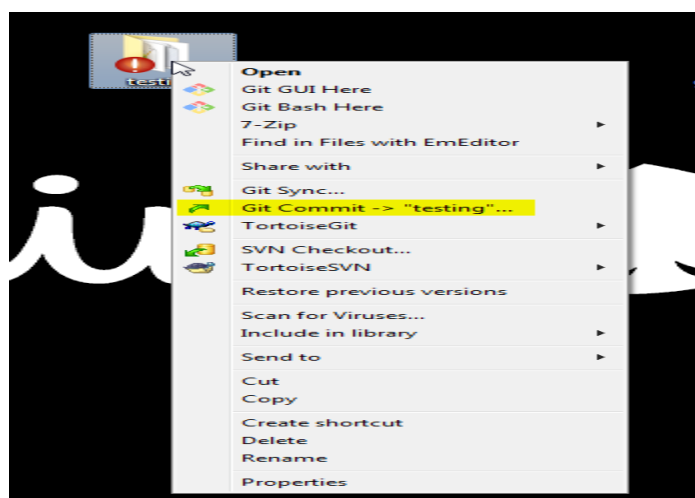 testi
Open
Git GUI Here
Git Bash Here
7-Zip
Find in Files with EmEditor
Share with
Git Sync...
Git Commit -> "testing"...
TortoiseGit
SVN Checkout...
TortoiseSVN
Restore previous versions
Scan for Viruses...
Include in library
Send to
Cut
Copy
Create shortcut
Delete
Rename
Properties